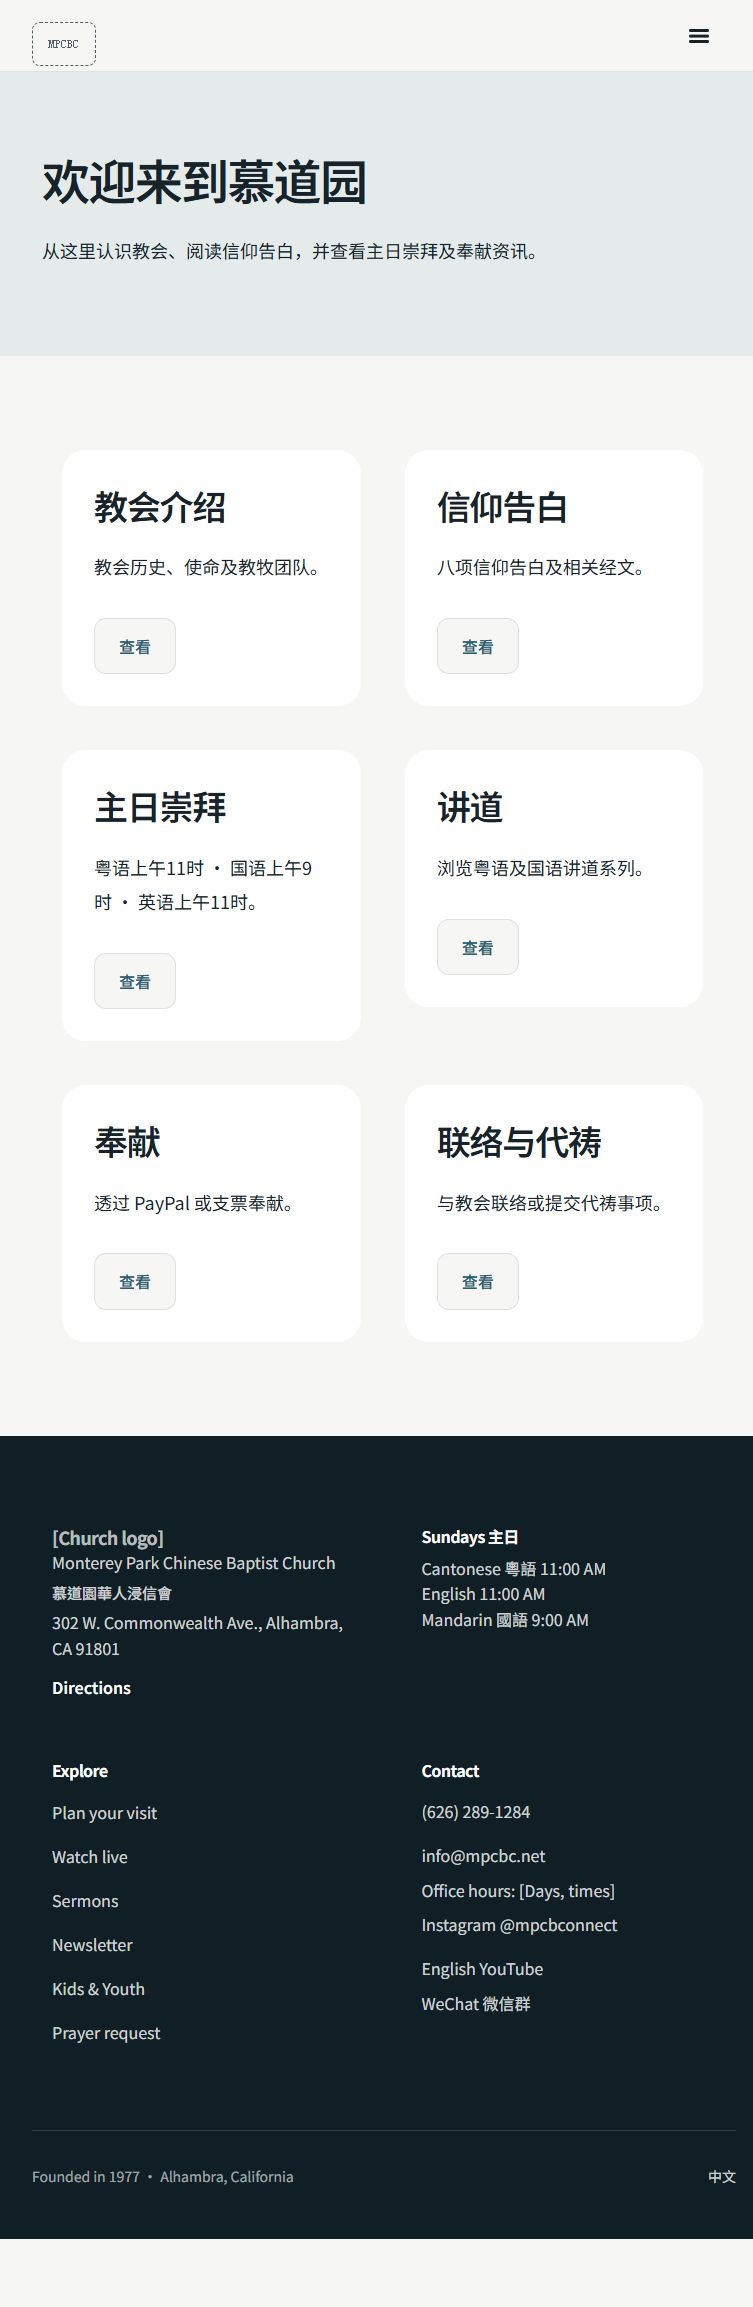 MPCBC
欢迎来到慕道园
从这里认识教会、阅读信仰告白，并查看主日崇拜及奉献资讯。
教会介绍
教会历史、使命及教牧团队。
查看
信仰告白
八项信仰告白及相关经文。
查看
主日崇拜
粤语上午11时 · 国语上午9
时 · 英语上午11时。
查看
讲道
浏览粤语及国语讲道系列。
查看
奉献
透过 PayPal 或支票奉献。
查看
联络与代祷
与教会联络或提交代祷事项。
查看
[Church logo]
Monterey Park Chinese Baptist Church
慕道園華人浸信會
302 W. Commonwealth Ave., Alhambra,
CA 91801
Directions
Sundays 主日
Cantonese 粵語 11:00 AM
English 11:00 AM
Mandarin 國語 9:00 AM
Explore
Plan your visit
Watch live
Sermons
Newsletter
Kids & Youth
Prayer request
Contact
(626) 289-1284
info@mpcbc.net
Office hours: [Days, times]
Instagram @mpcbconnect
English YouTube
WeChat 微信群
Founded in 1977 · Alhambra, California
中文